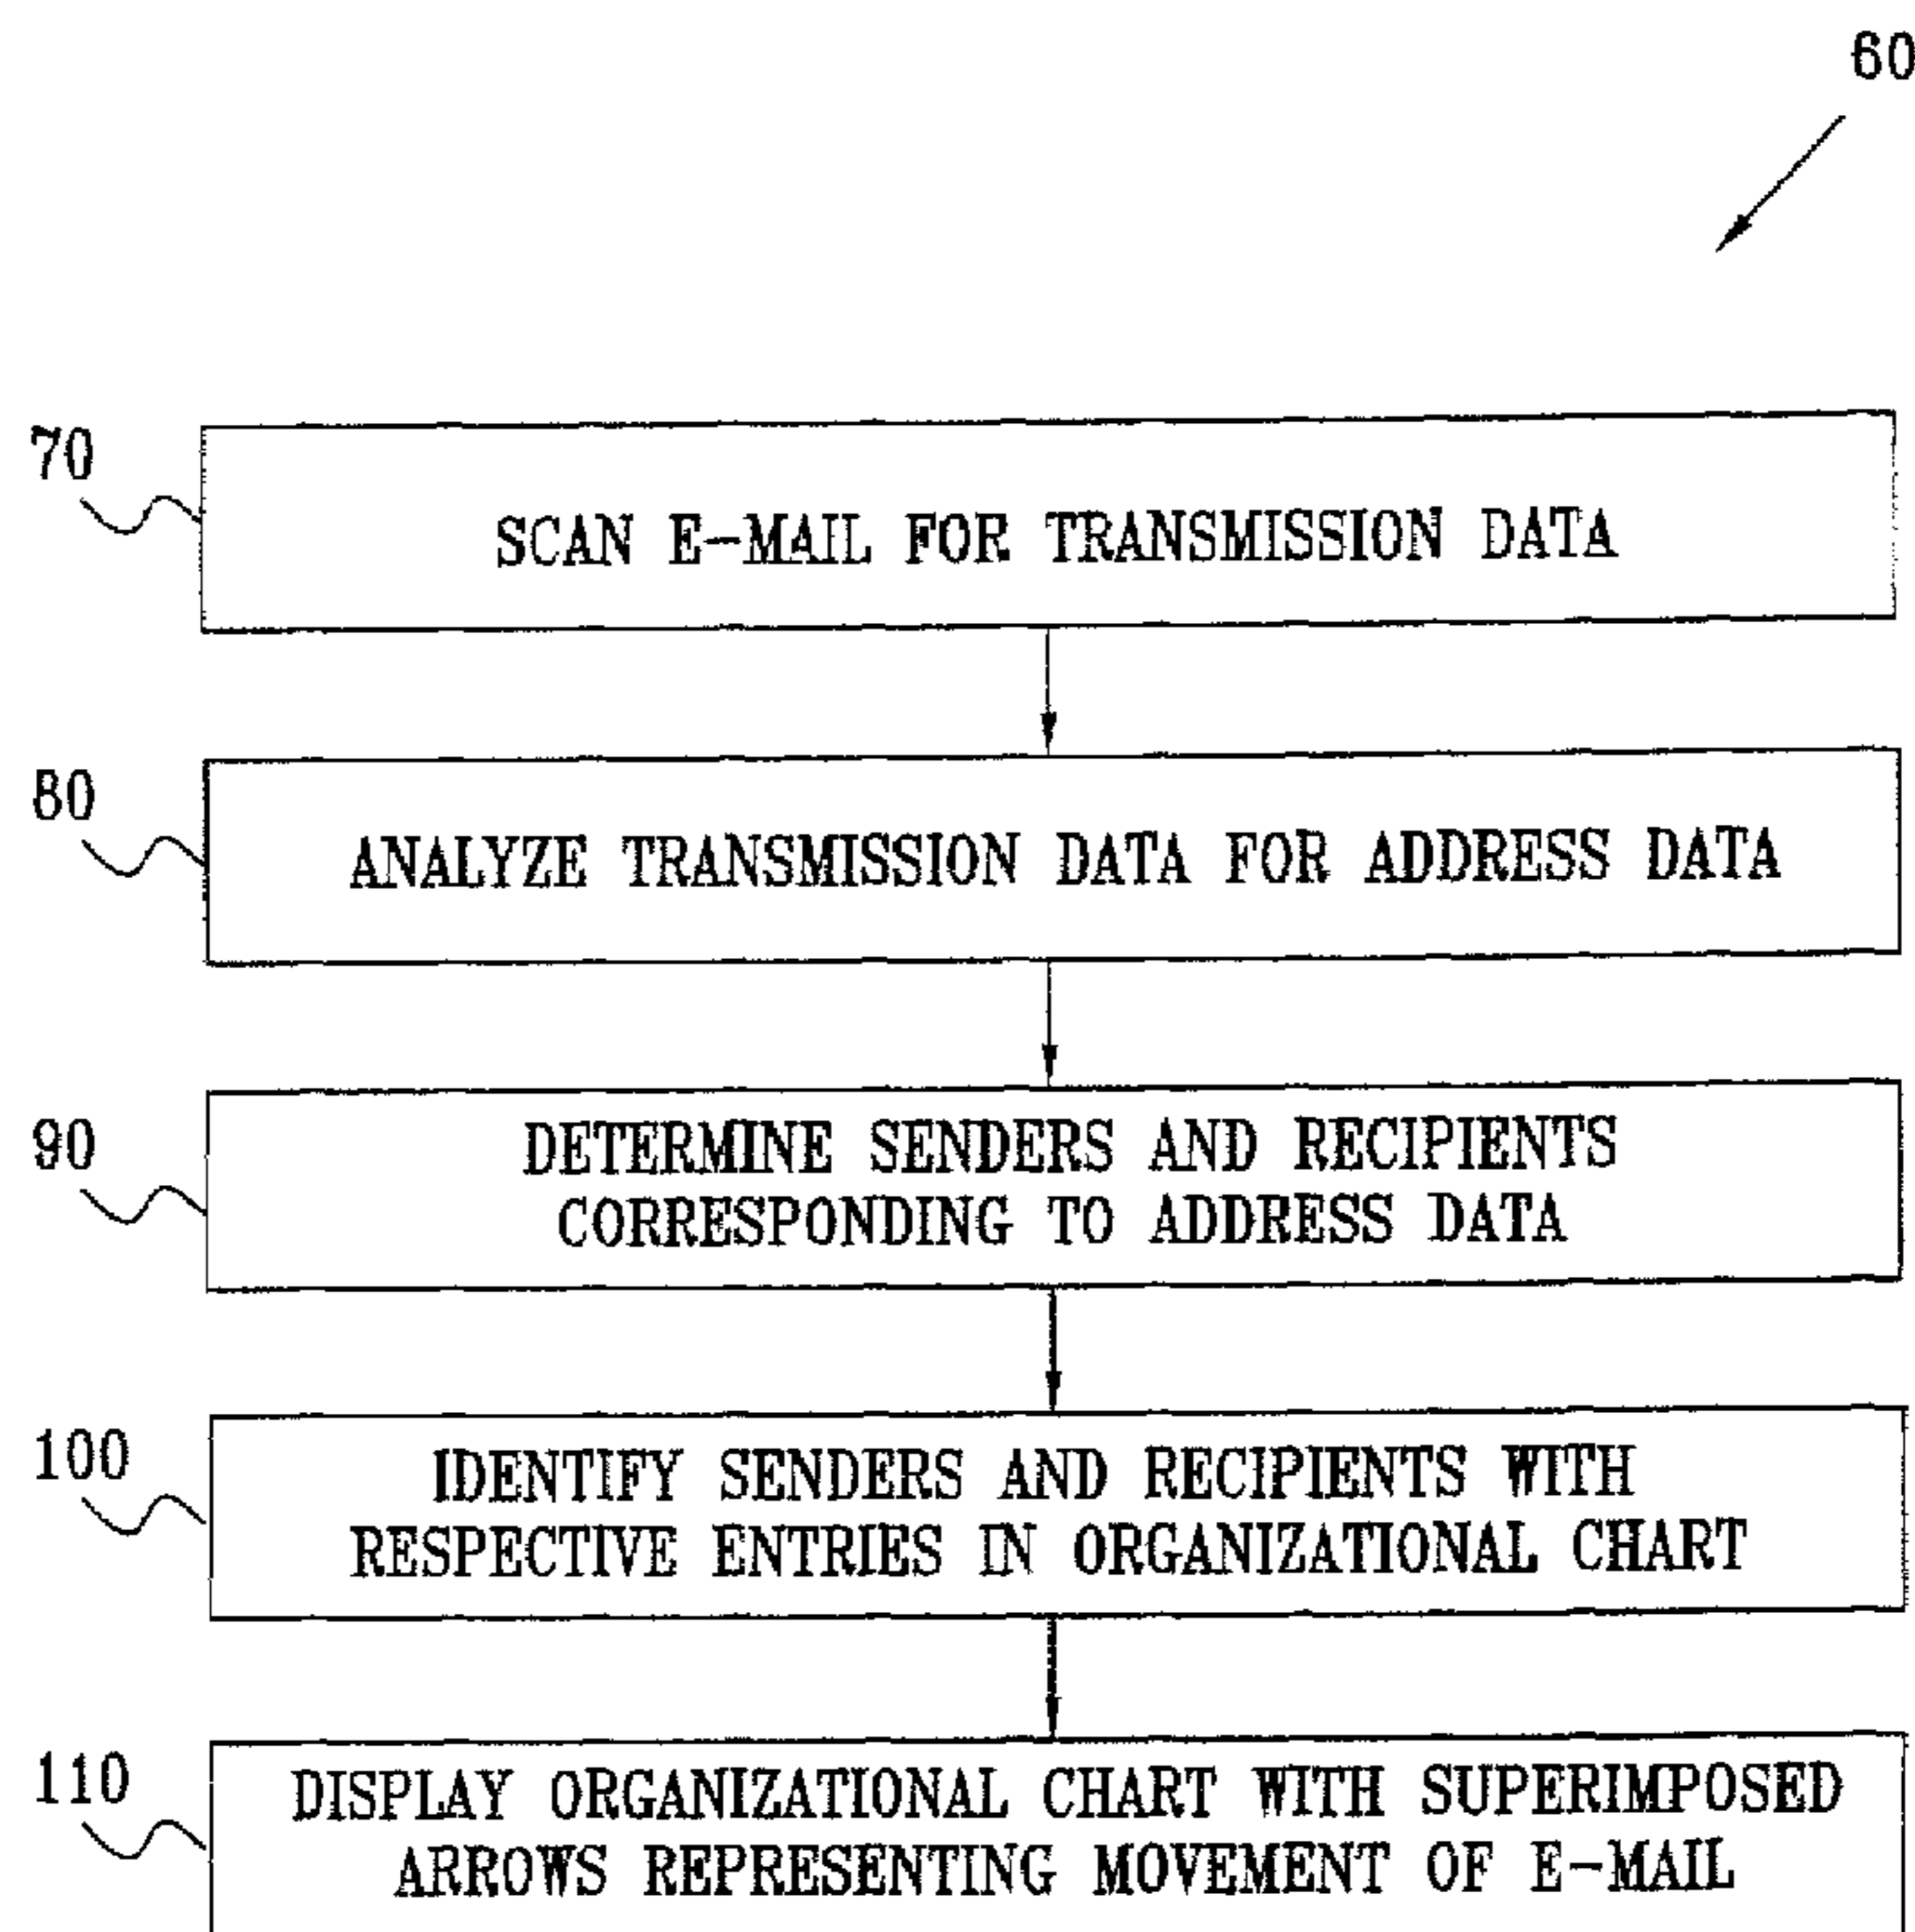 60
70
SCAN E-MAIL FOR TRANSMISSION DATA
80
ANALYZE TRANSMISSION DATA FOR ADDRESS DATA
90
DETERMINE SENDERS AND RECIPIENTS
CORRESPONDING TO ADDRESS DATA
100
IDENTIFY SENDERS AND RECIPIENTS WITH
RESPECTIVE ENTRIES IN ORGANIZATIONAL CHART
110
DISPLAY ORGANIZATIONAL CHART WITH SUPERIMPOSED
ARROWS REPRESENTING MOVEMENT OF E-MAIL